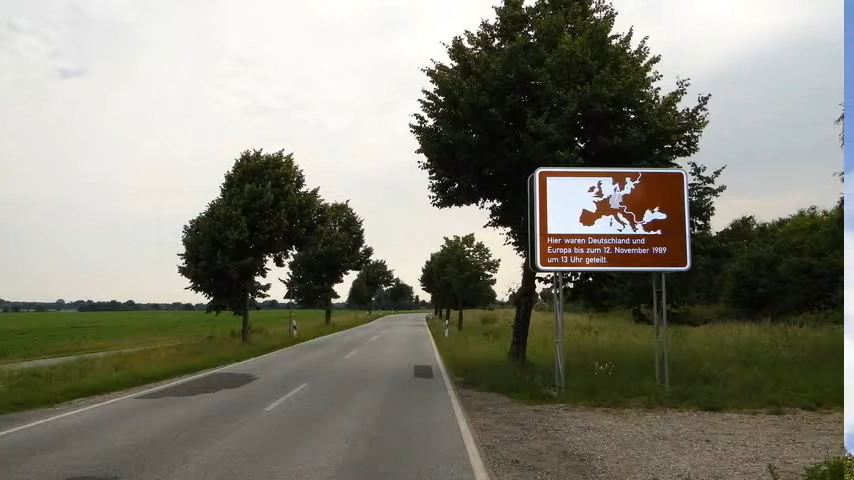 Hier waren Deutschland und
Europa bis zum 12. November 1989
um 13 Uhr geteilt.